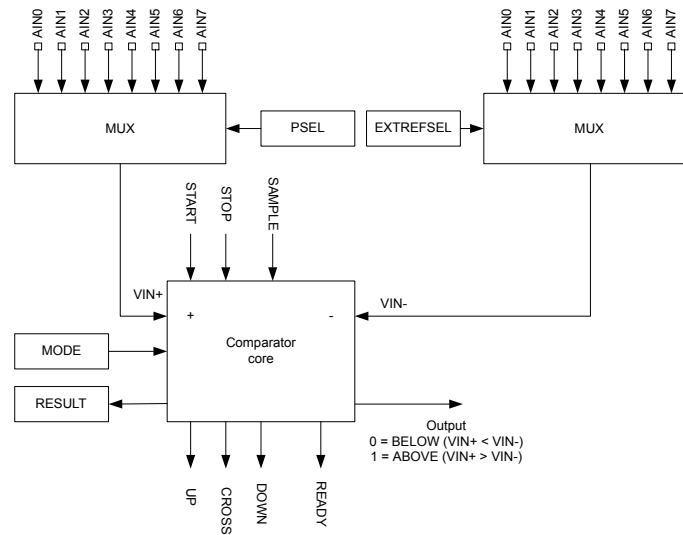 AIN0
AIN1
AIN2
AIN3
AIN4
AIN5
AIN6
AIN7
AIN0
AIN1
AIN2
AIN3
AIN4
AIN5
AIN6
AIN7
MUX
PSEL
EXTREFSEL
MUX
START
STOP
SAMPLE
VIN+
VIN-
+
-
Comparator
core
MODE
RESULT
Output
0 = BELOW (VIN+ < VIN-)
1 = ABOVE (VIN+ > VIN-)
UP
CROSS
DOWN
READY